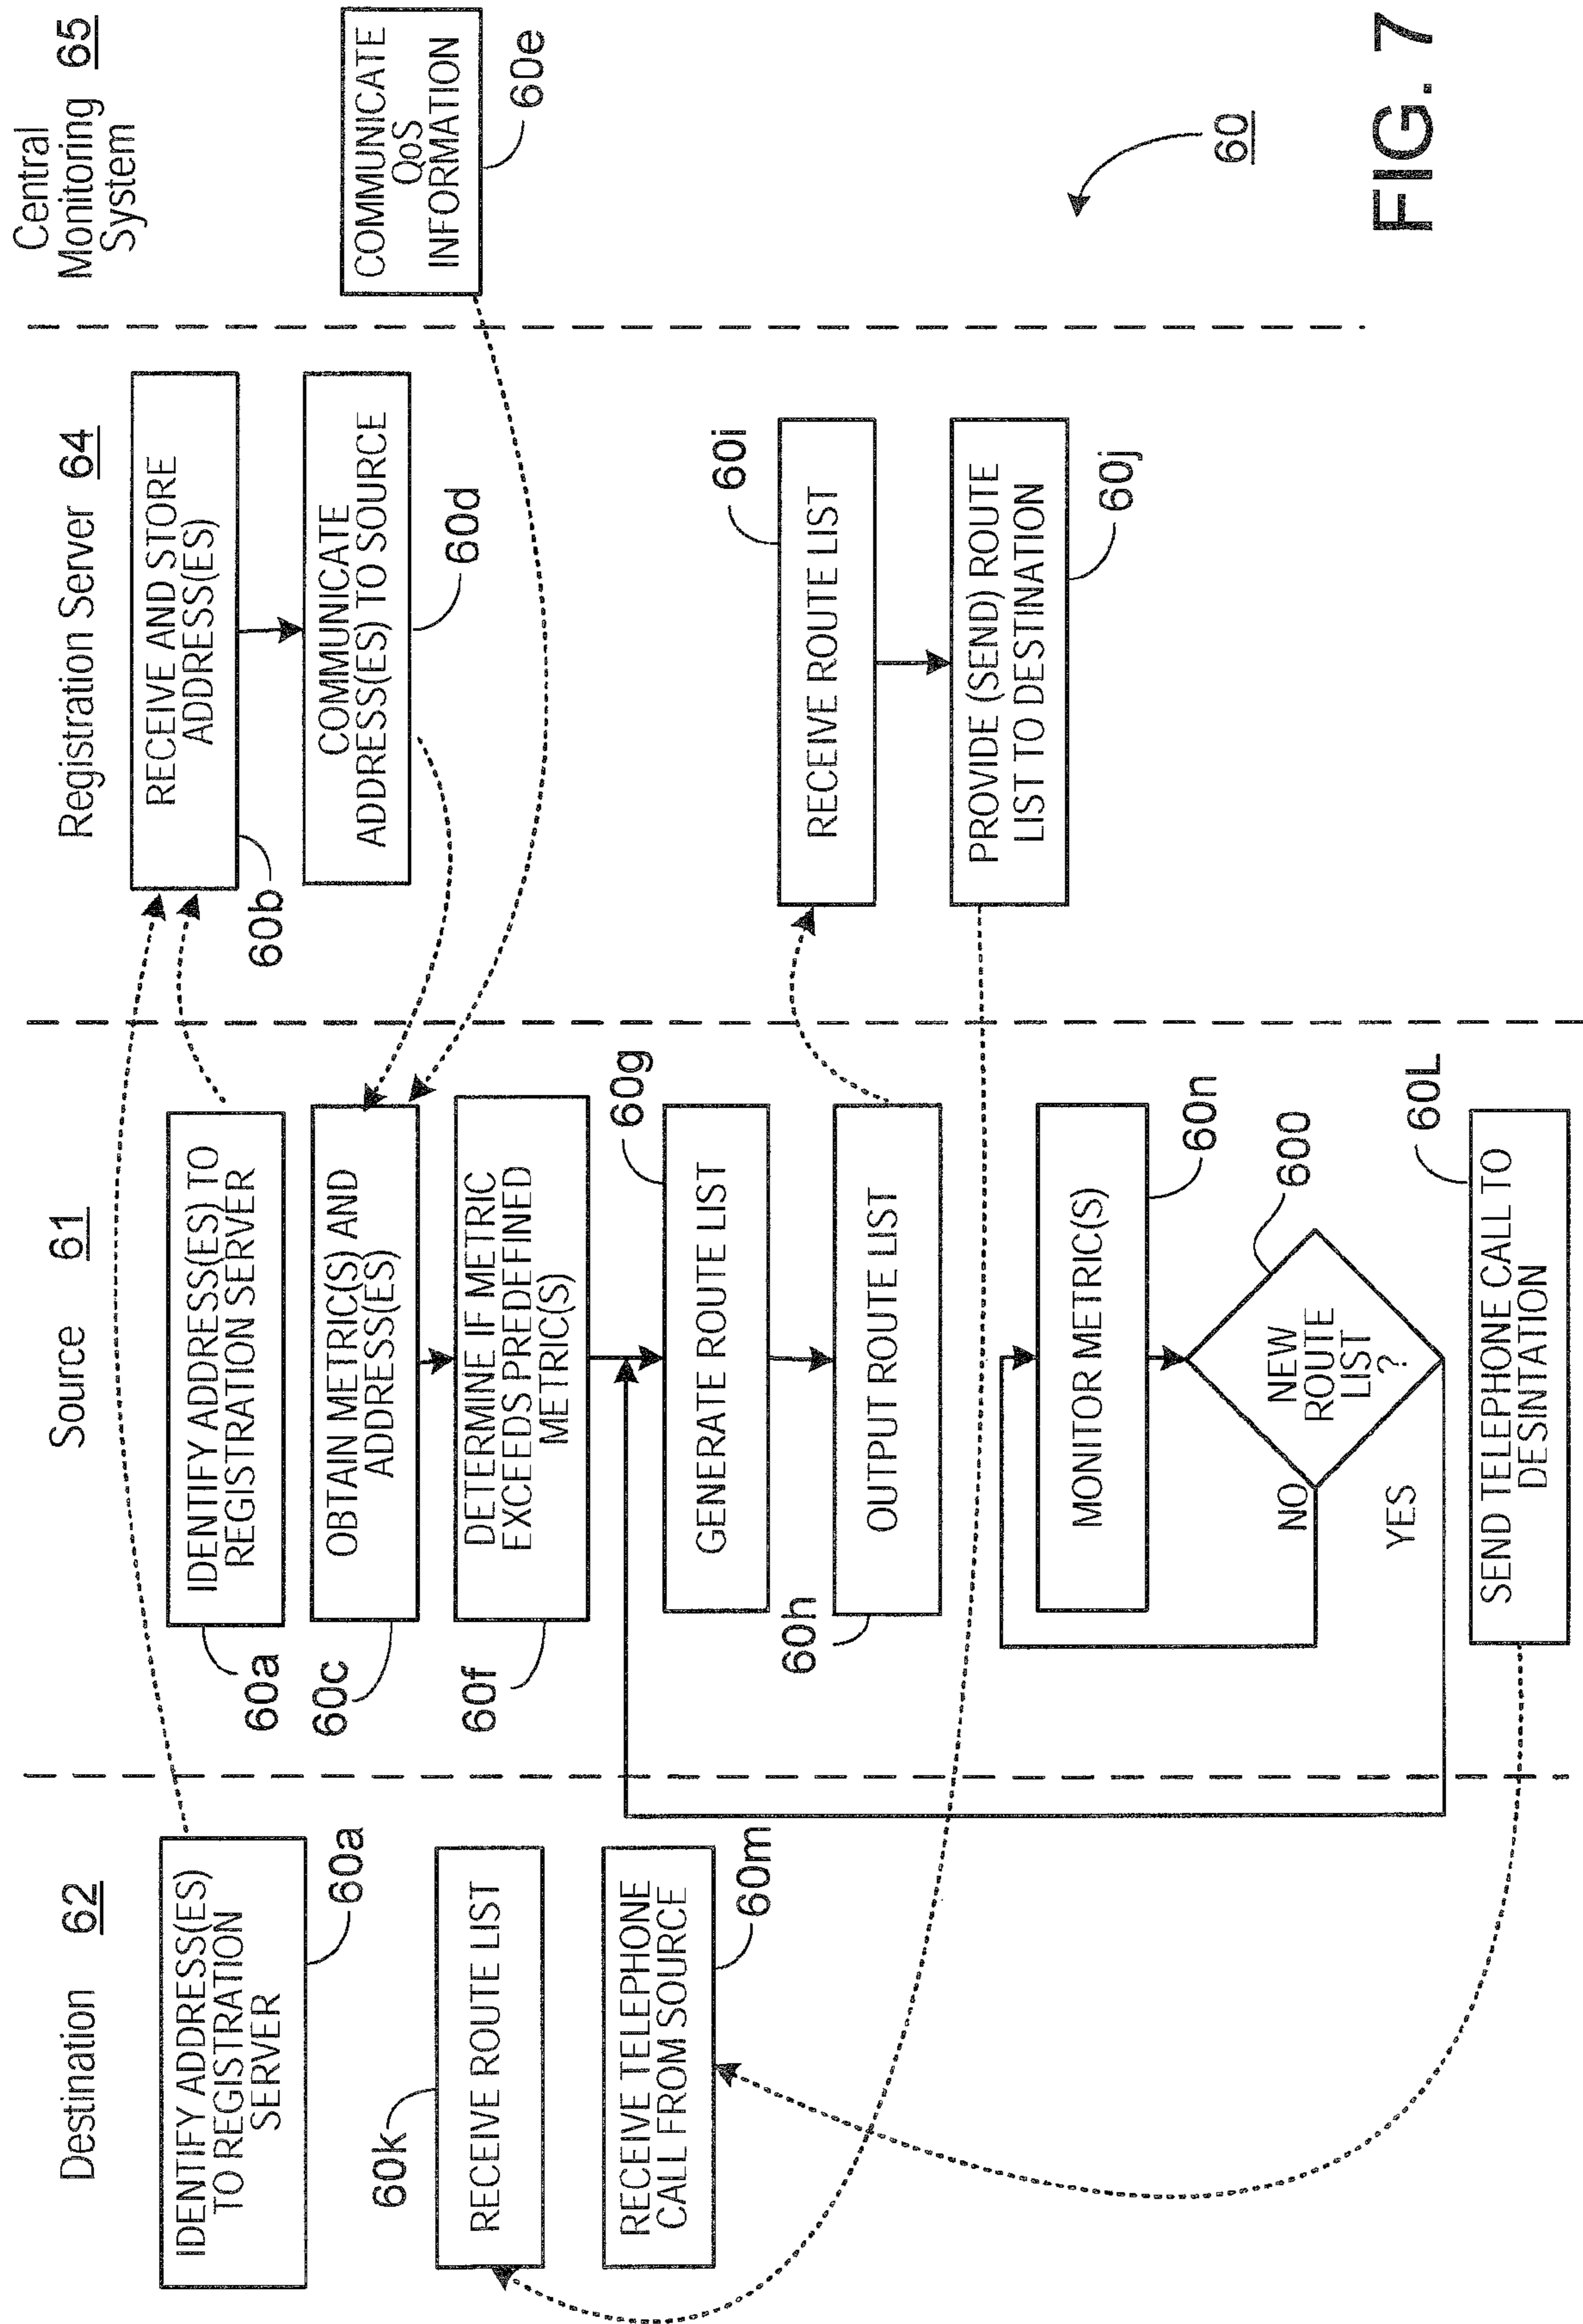 Destination 62
IDENTIFY ADDRESS(ES)
TO REGISTRATION
SERVER
60a
60k
RECEIVE ROUTE LIST
RECEIVE TELEPHONE
CALL FROM SOURCE
60m
Source 61
IDENTIFY ADDRESS(ES) TO
REGISTRATION SERVER
60a
OBTAIN METRIC(S) AND
ADDRESS(ES)
60c
DETERMINE IF METRIC
EXCEEDS PREDEFINED
METRIC(S)
60f
60g
GENERATE ROUTE LIST
OUTPUT ROUTE LIST
60h
MONITOR METRIC(S)
60n
NEW
ROUTE
LIST
?
600
NO
YES
60L
SEND TELEPHONE CALL TO
DESINTATION
Registration Server 64
RECEIVE AND STORE
ADDRESS(ES)
60b
COMMUNICATE
ADDRESS(ES) TO SOURCE
60d
60i
RECEIVE ROUTE LIST
PROVIDE (SEND) ROUTE
LIST TO DESTINATION
60j
Central
Monitoring 65
System
COMMUNICATE
QoS
INFORMATION
60e
60
FIG. 7